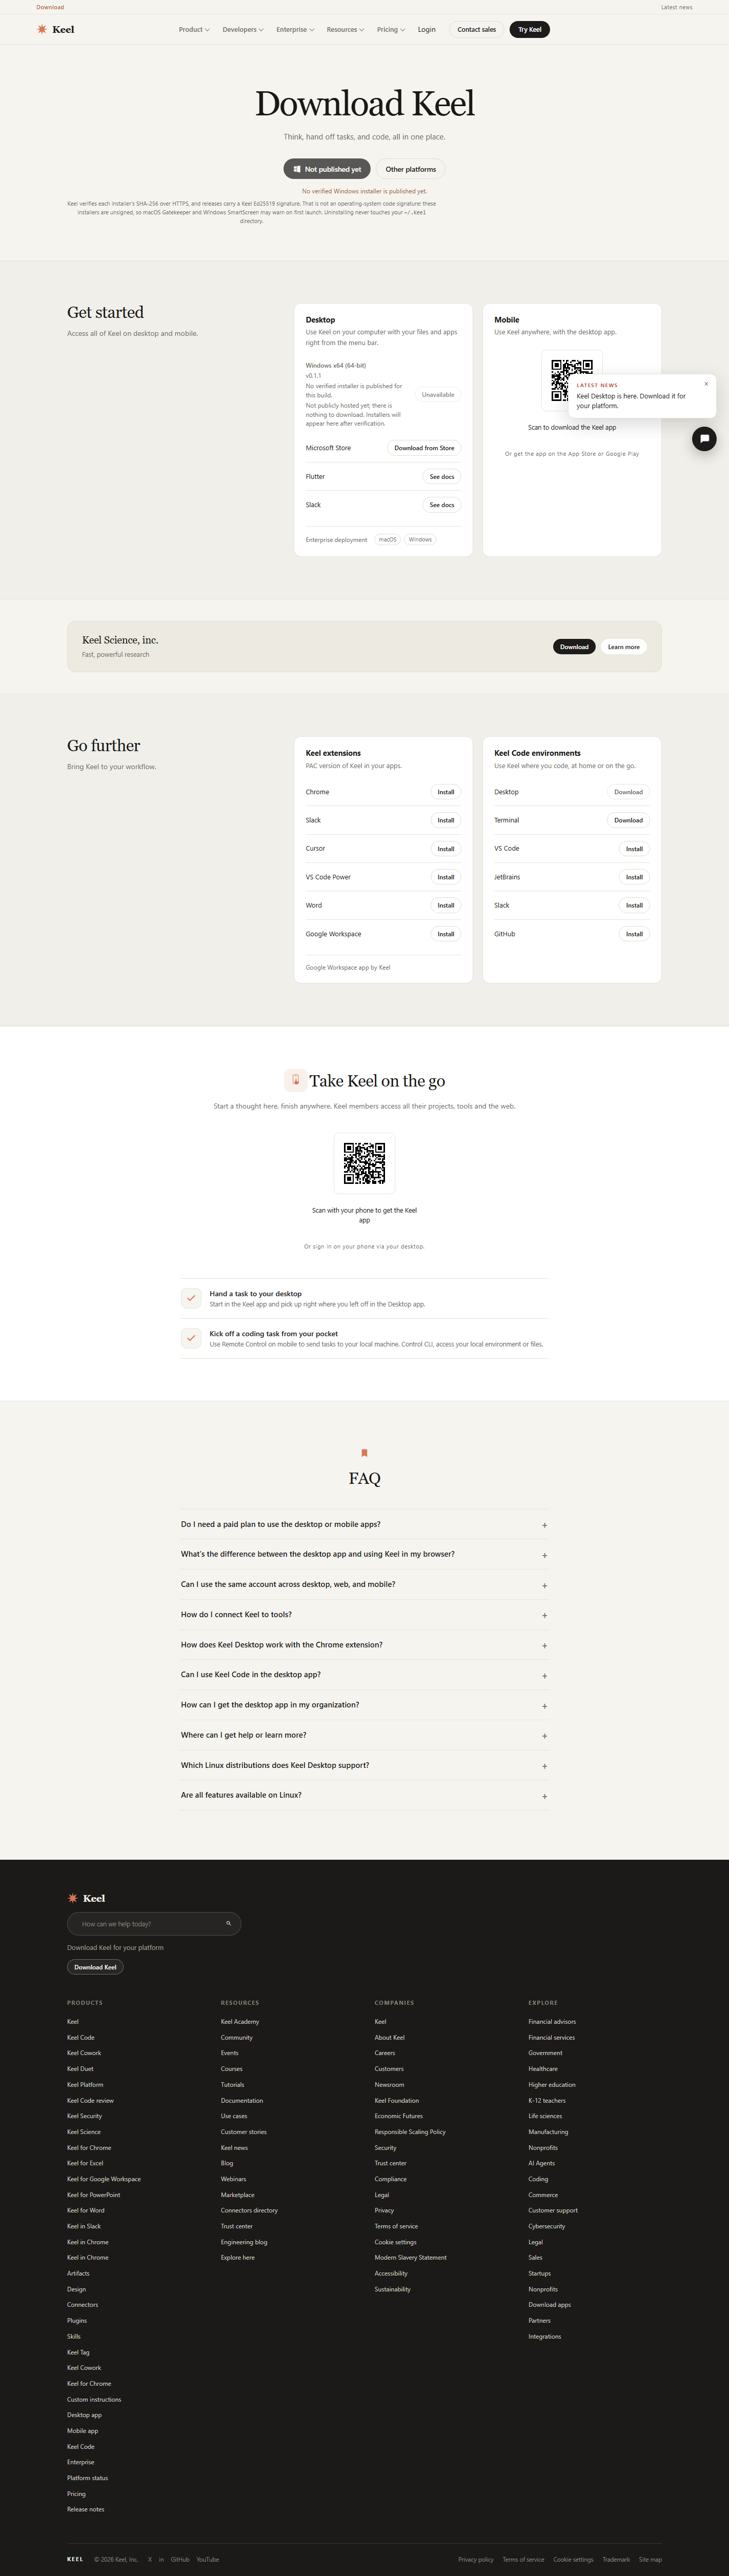 Download
Latest news
Keel
Product
Developers
Enterprise
Resources
Pricing
Login
Contact sales
Try Keel
Download Keel
Think, hand off tasks, and code, all in one place.
Not published yet
Other platforms
No verified Windows installer is published yet.
Keel verifies each installer's SHA-256 over HTTPS, and releases carry a Keel Ed25519 signature. That is not an operating-system code signature: these
installers are unsigned, so macOS Gatekeeper and Windows SmartScreen may warn on first launch. Uninstalling never touches your ~/.keel
directory.
Get started
Access all of Keel on desktop and mobile.
Desktop
Use Keel on your computer with your files and apps
right from the menu bar.
Windows x64 (64-bit)
v0.1.1
No verified installer is published for
this build.
Not publicly hosted yet; there is
nothing to download. Installers will
appear here after verification.
Unavailable
Microsoft Store
Download from Store
Flutter
See docs
Slack
See docs
Enterprise deployment
macOS
Windows
Mobile
Use Keel anywhere, with the desktop app.
LATEST NEWS
×
Keel Desktop is here. Download it for
your platform.
Scan to download the Keel app
Or get the app on the App Store or Google Play
Keel Science, inc.
Fast, powerful research
Download
Learn more
Go further
Bring Keel to your workflow.
Keel extensions
PAC version of Keel in your apps.
Chrome
Install
Slack
Install
Cursor
Install
VS Code Power
Install
Word
Install
Google Workspace
Install
Google Workspace app by Keel
Keel Code environments
Use Keel where you code, at home or on the go.
Desktop
Download
Terminal
Download
VS Code
Install
JetBrains
Install
Slack
Install
GitHub
Install
Take Keel on the go
Start a thought here, finish anywhere. Keel members access all their projects, tools and the web.
Scan with your phone to get the Keel
app
Or sign in on your phone via your desktop.
Hand a task to your desktop
Start in the Keel app and pick up right where you left off in the Desktop app.
Kick off a coding task from your pocket
Use Remote Control on mobile to send tasks to your local machine. Control CLI, access your local environment or files.
FAQ
Do I need a paid plan to use the desktop or mobile apps?
+
What's the difference between the desktop app and using Keel in my browser?
+
Can I use the same account across desktop, web, and mobile?
+
How do I connect Keel to tools?
+
How does Keel Desktop work with the Chrome extension?
+
Can I use Keel Code in the desktop app?
+
How can I get the desktop app in my organization?
+
Where can I get help or learn more?
+
Which Linux distributions does Keel Desktop support?
+
Are all features available on Linux?
+
Keel
How can we help today?
Download Keel for your platform
Download Keel
PRODUCTS
Keel
Keel Code
Keel Cowork
Keel Duet
Keel Platform
Keel Code review
Keel Security
Keel Science
Keel for Chrome
Keel for Excel
Keel for Google Workspace
Keel for PowerPoint
Keel for Word
Keel in Slack
Keel in Chrome
Keel in Chrome
Artifacts
Design
Connectors
Plugins
Skills
Keel Tag
Keel Cowork
Keel for Chrome
Custom instructions
Desktop app
Mobile app
Keel Code
Enterprise
Platform status
Pricing
Release notes
RESOURCES
Keel Academy
Community
Events
Courses
Tutorials
Documentation
Use cases
Customer stories
Keel news
Blog
Webinars
Marketplace
Connectors directory
Trust center
Engineering blog
Explore here
COMPANIES
Keel
About Keel
Careers
Customers
Newsroom
Keel Foundation
Economic Futures
Responsible Scaling Policy
Security
Trust center
Compliance
Legal
Privacy
Terms of service
Cookie settings
Modern Slavery Statement
Accessibility
Sustainability
EXPLORE
Financial advisors
Financial services
Government
Healthcare
Higher education
K-12 teachers
Life sciences
Manufacturing
Nonprofits
AI Agents
Coding
Commerce
Customer support
Cybersecurity
Legal
Sales
Startups
Nonprofits
Download apps
Partners
Integrations
KEEL
© 2026 Keel, Inc.
X
in
GitHub
YouTube
Privacy policy
Terms of service
Cookie settings
Trademark
Site map